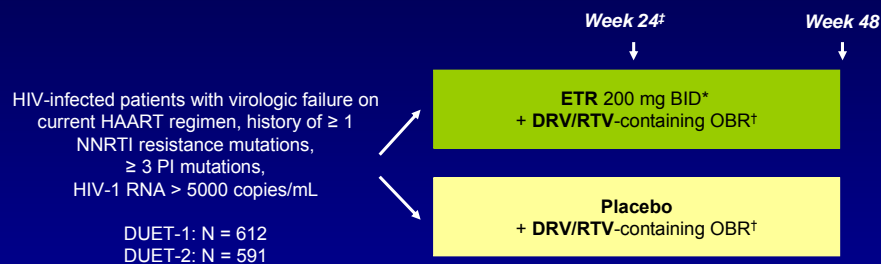 Week 24‡
Week 48
HIV-infected patients with virologic failure on
current HAART regimen, history of ≥ 1
NNRTI resistance mutations,
≥ 3 PI mutations,
HIV-1 RNA > 5000 copies/mL
DUET-1: N = 612
DUET-2: N = 591
ETR 200 mg BID*
+ DRV/RTV-containing OBR†
Placebo
+ DRV/RTV-containing OBR†